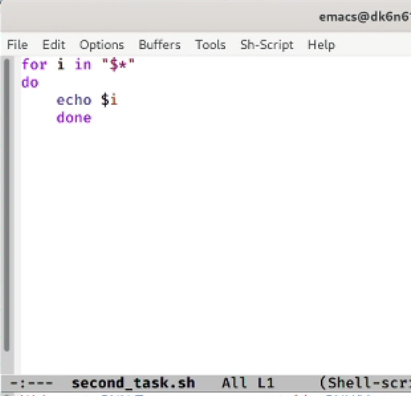 emacs@dk6n6
File Edit Options Buffers Tools Sh-Script Help
for i in "$*"
do
    echo $i
    done
-:--- second_task.sh All L1 (Shell-scri